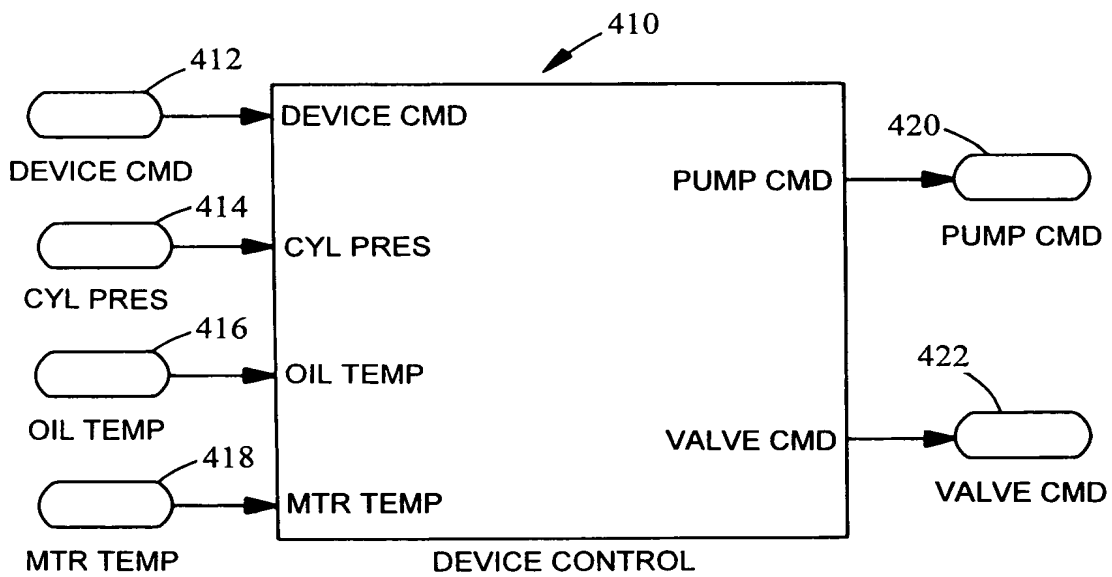 410
412
DEVICE CMD
DEVICE CMD
414
CYL PRES
CYL PRES
416
OIL TEMP
OIL TEMP
418
MTR TEMP
MTR TEMP
PUMP CMD
420
PUMP CMD
VALVE CMD
422
VALVE CMD
DEVICE CONTROL